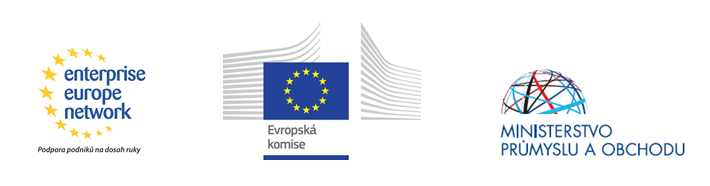 enterprise
europe
network
Podpora podniků na dosah ruky
Evropská
komise
MINISTERSTVO
PRŮMYSLU A OBCHODU